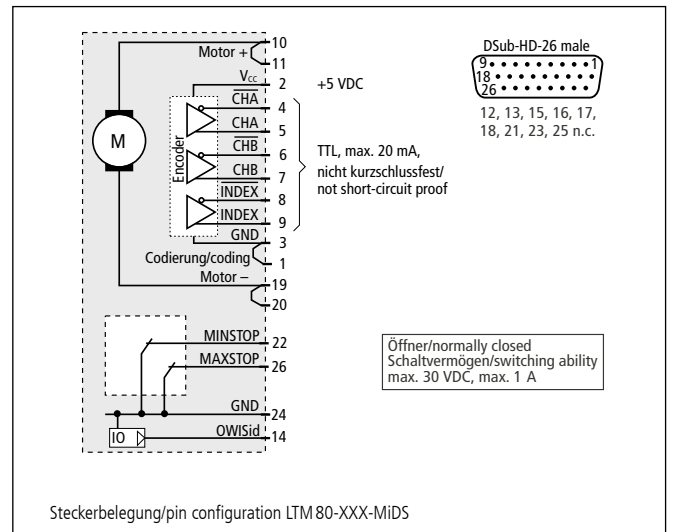 Motor +
10
11
V<sub>CC</sub>
2
+5 VDC
C̅H̅A̅
4
CHA
5
C̅H̅B̅
6
CHB
7
I̅N̅D̅E̅X̅
8
INDEX
9
GND
3
Codierung/coding
1
Motor –
19
20
M
Encoder
TTL, max. 20 mA,
nicht kurzschlussfest/
not short-circuit proof
DSub-HD-26 male
9 1
18
26
12, 13, 15, 16, 17,
18, 21, 23, 25 n.c.
MINSTOP
22
MAXSTOP
26
GND
24
IO
OWISid
14
Öffner/normally closed
Schaltvermögen/switching ability
max. 30 VDC, max. 1 A
Steckerbelegung/pin configuration LTM 80-XXX-MiDS